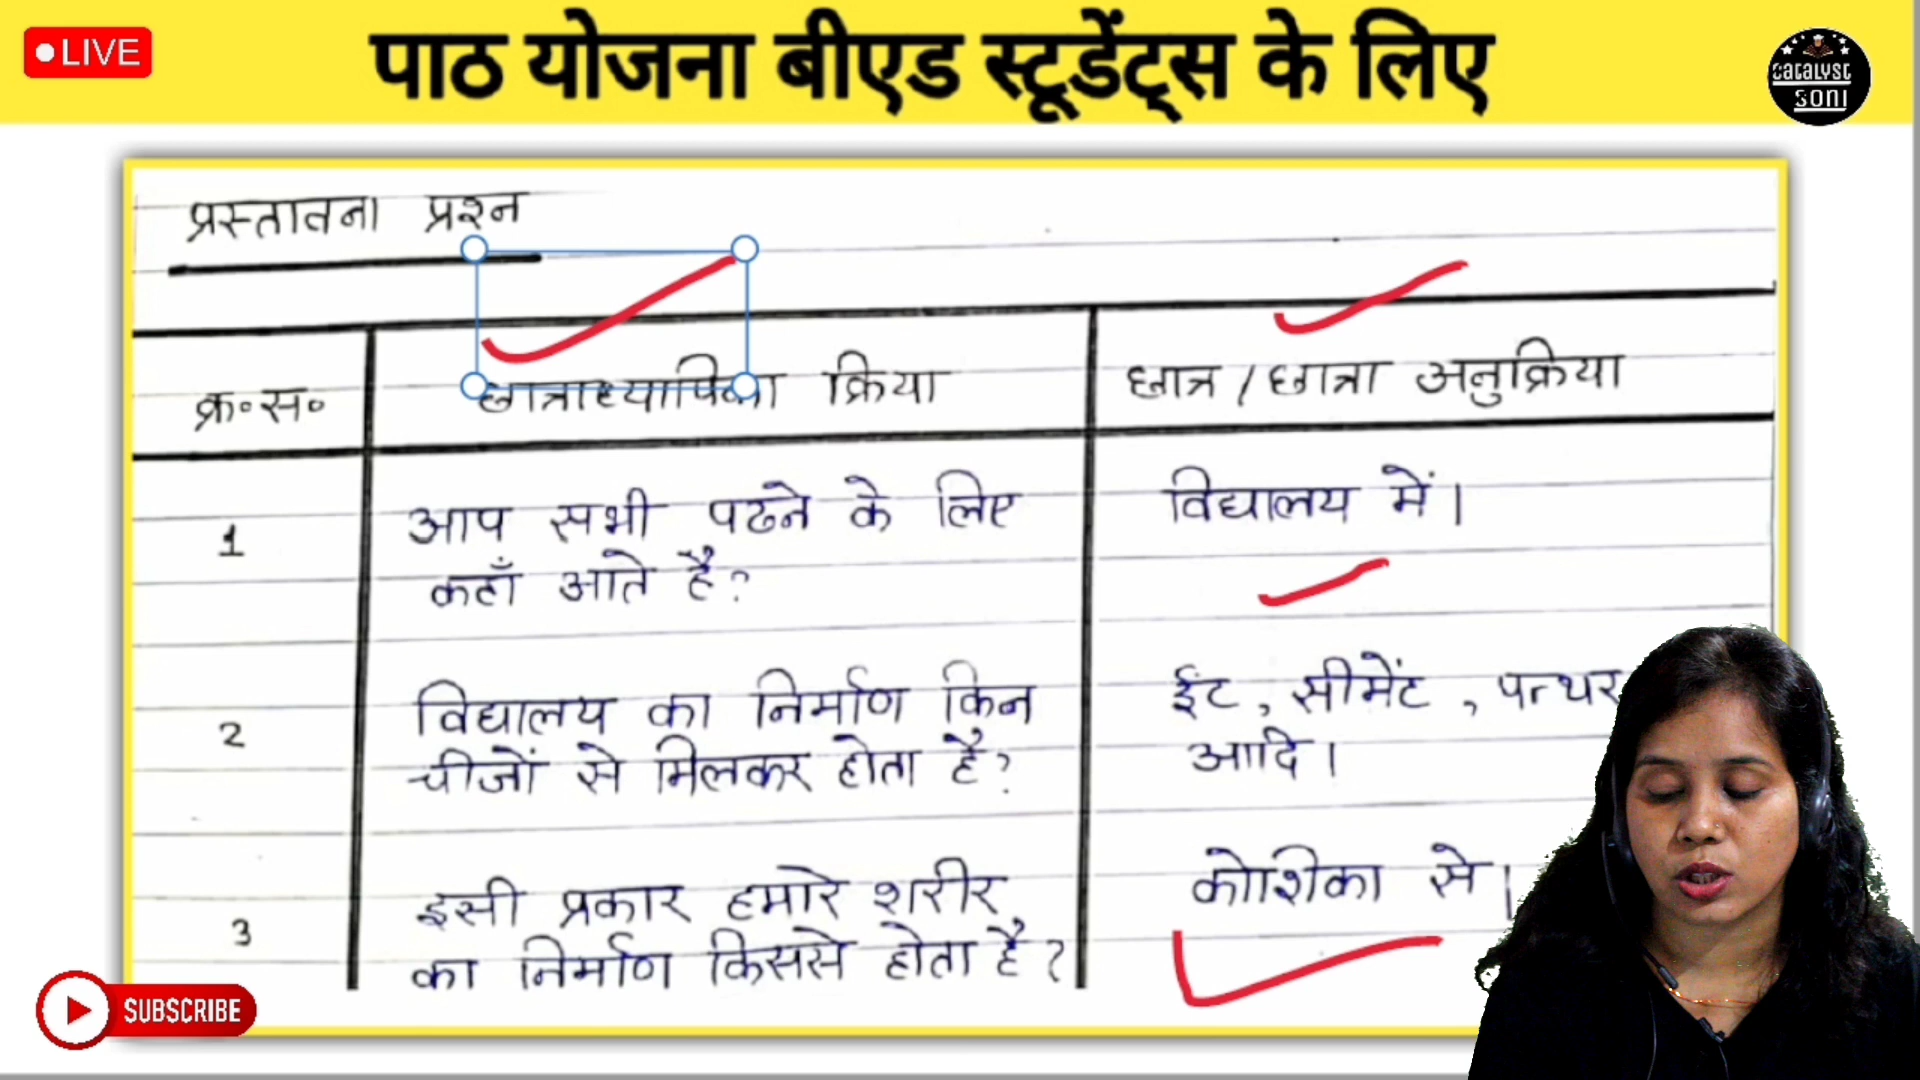 LIVE
पाठ योजना बीएड स्टूडेंट्स के लिए
catalyst
SONI
प्रस्तावना प्रश्न
क्र०स० छात्राध्यापिका क्रिया छात्र / छात्रा अनुक्रिया
1 आप सभी पढने के लिए विद्यालय में।
कहाँ आते है?
2 विद्यालय का निर्माण किन ईंट, सीमेंट, पत्थर
चीजों से मिलकर होता है? आदि।
3 इसी प्रकार हमारे शरीर कोशिका से।
का निर्माण किससे होता है?
SUBSCRIBE